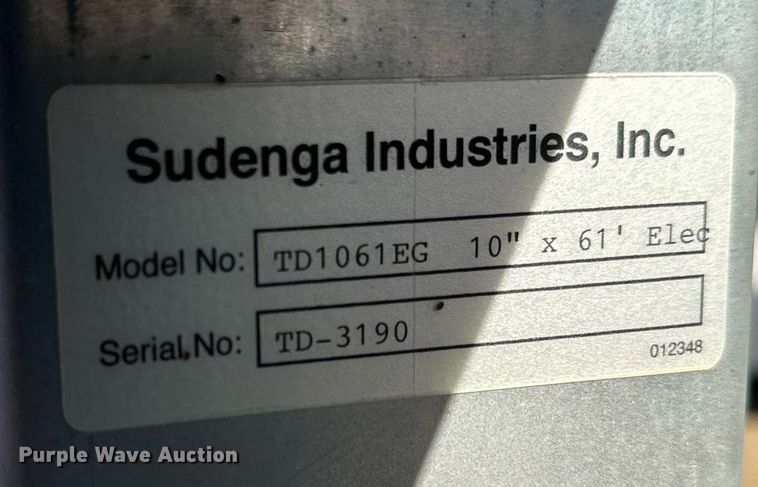 Sudenga Industries, Inc.
Model No: TD1061EG 10" x 61' Elec
Serial No: TD-3190
012348
Purple Wave Auction